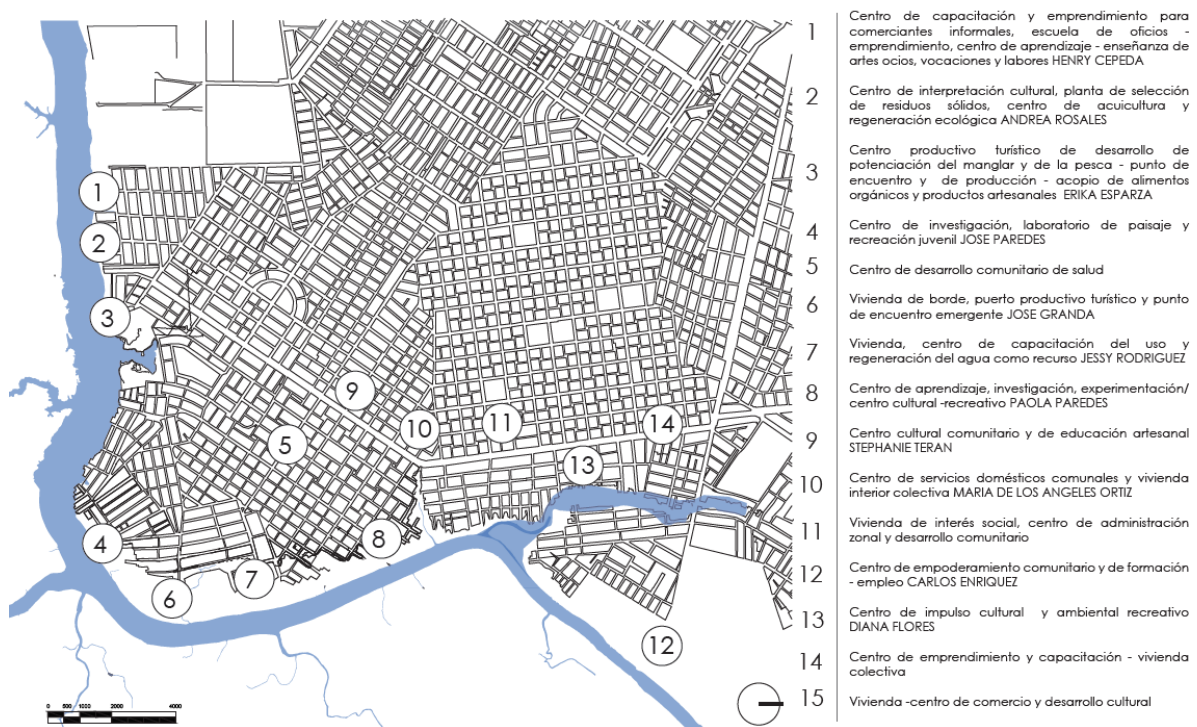 1
2
3
4
5
6
7
8
9
10
11
12
13
14
0 500 1000 2000 4000
1
Centro de capacitación y emprendimiento para
comerciantes informales, escuela de oficios -
emprendimiento, centro de aprendizaje - enseñanza de
artes ocios, vocaciones y labores HENRY CEPEDA
2
Centro de interpretación cultural, planta de selección
de residuos sólidos, centro de acuicultura y
regeneración ecológica ANDREA ROSALES
3
Centro productivo turístico de desarrollo de
potenciación del manglar y de la pesca - punto de
encuentro y de producción - acopio de alimentos
orgánicos y productos artesanales ERIKA ESPARZA
4
Centro de investigación, laboratorio de paisaje y
recreación juvenil JOSE PAREDES
5
Centro de desarrollo comunitario de salud
6
Vivienda de borde, puerto productivo turístico y punto
de encuentro emergente JOSE GRANDA
7
Vivienda, centro de capacitación del uso y
regeneración del agua como recurso JESSY RODRIGUEZ
8
Centro de aprendizaje, investigación, experimentación/
centro cultural -recreativo PAOLA PAREDES
9
Centro cultural comunitario y de educación artesanal
STEPHANIE TERAN
10
Centro de servicios domésticos comunales y vivienda
interior colectiva MARIA DE LOS ANGELES ORTIZ
11
Vivienda de interés social, centro de administración
zonal y desarrollo comunitario
12
Centro de empoderamiento comunitario y de formación
- empleo CARLOS ENRIQUEZ
13
Centro de impulso cultural y ambiental recreativo
DIANA FLORES
14
Centro de emprendimiento y capacitación - vivienda
colectiva
15
Vivienda -centro de comercio y desarrollo cultural